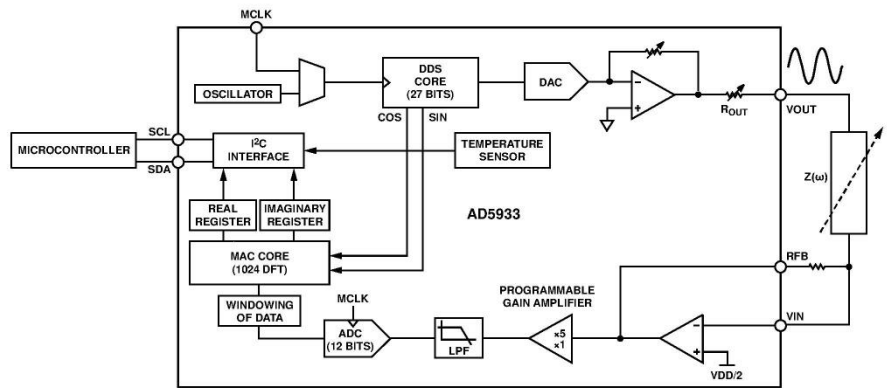 MCLK
OSCILLATOR
DDS
CORE
(27 BITS)
DAC
ROUT
VOUT
COS
SIN
SCL
MICROCONTROLLER
SDA
I2C
INTERFACE
TEMPERATURE
SENSOR
Z(ω)
REAL
REGISTER
IMAGINARY
REGISTER
AD5933
MAC CORE
(1024 DFT)
RFB
PROGRAMMABLE
GAIN AMPLIFIER
WINDOWING
OF DATA
MCLK
ADC
(12 BITS)
LPF
×5
×1
VIN
VDD/2